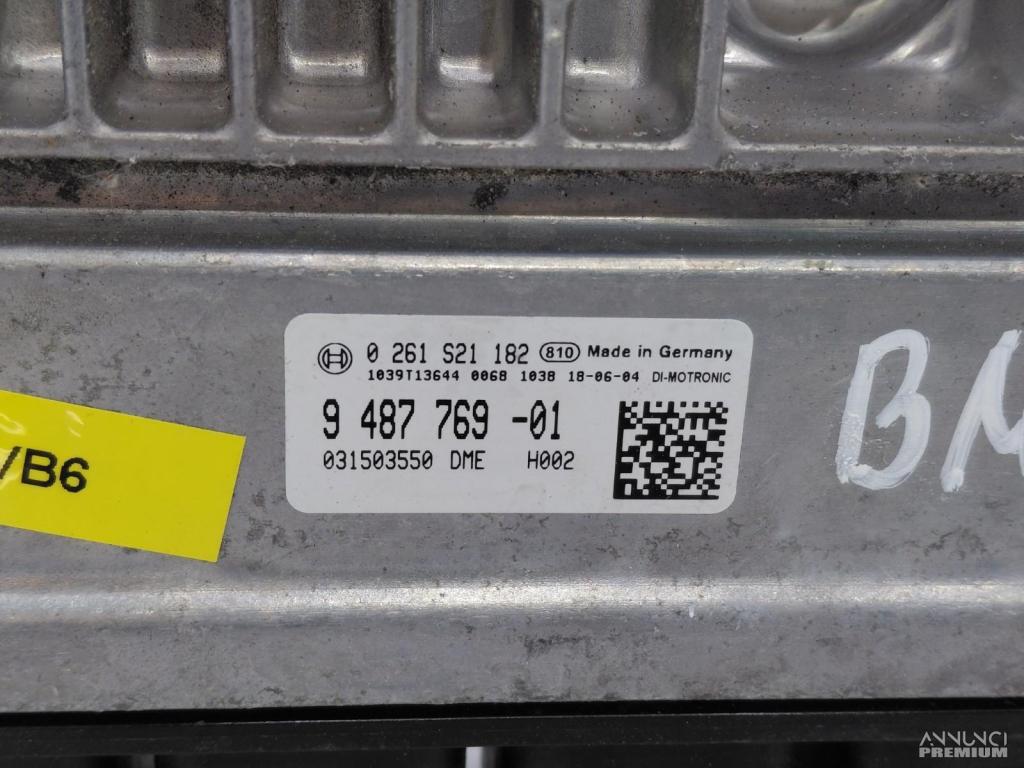 0 261 S21 182 810 Made in Germany
1039T13644 0068 1038 18-06-04 DI-MOTRONIC
9 487 769 -01
031503550 DME H002
/B6
BM
ANNUNCI
PREMIUM